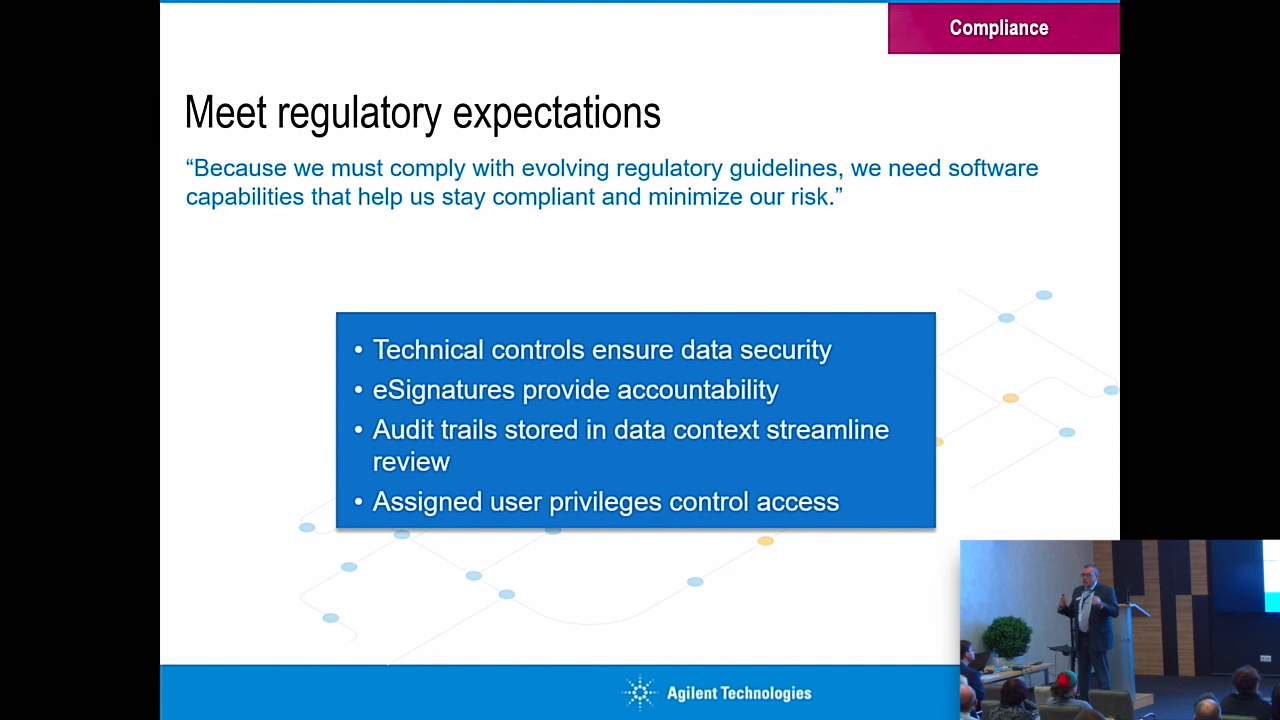 Compliance
Meet regulatory expectations
“Because we must comply with evolving regulatory guidelines, we need software
capabilities that help us stay compliant and minimize our risk.”
• Technical controls ensure data security
• eSignatures provide accountability
• Audit trails stored in data context streamline
review
• Assigned user privileges control access
Agilent Technologies